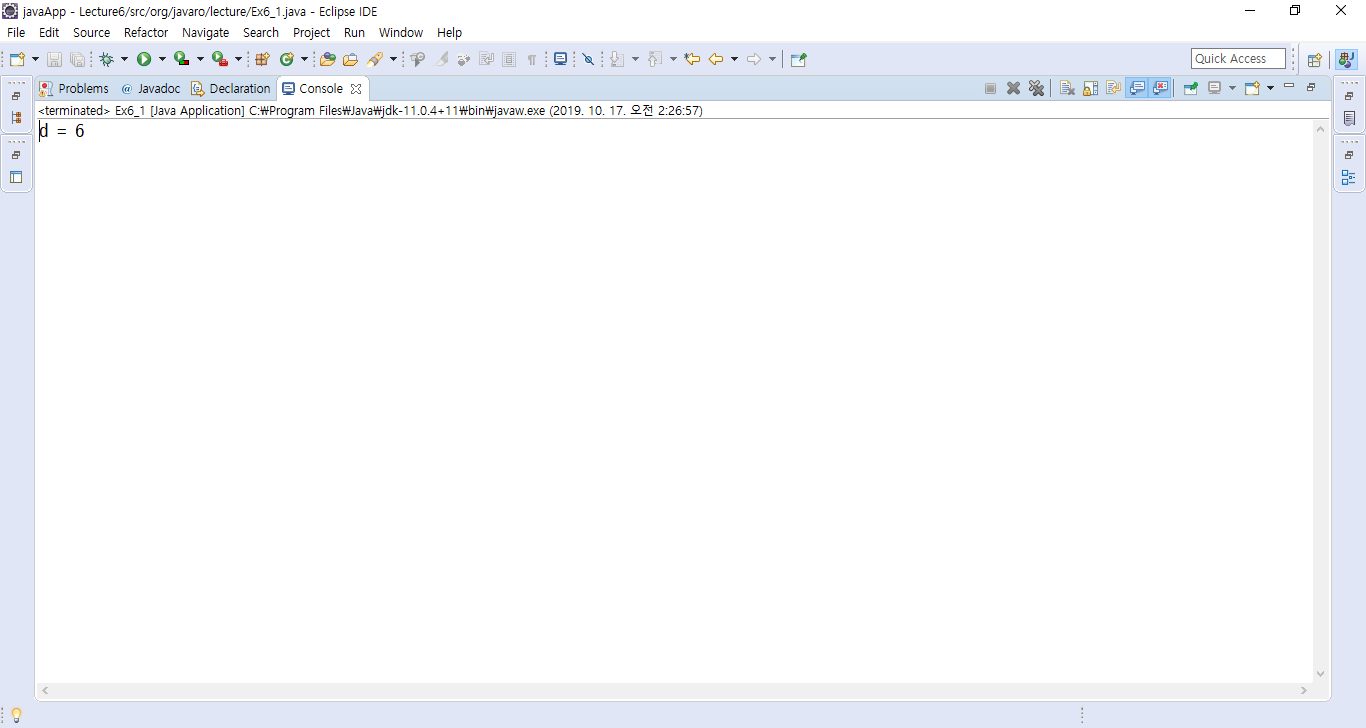 javaApp - Lecture6/src/org/javaro/lecture/Ex6_1.java - Eclipse IDE
File Edit Source Refactor Navigate Search Project Run Window Help
Quick Access
Problems @ Javadoc Declaration Console
<terminated> Ex6_1 [Java Application] C:₩Program Files₩Java₩jdk-11.0.4+11₩bin₩javaw.exe (2019. 10. 17. 오전 2:26:57)
d = 6